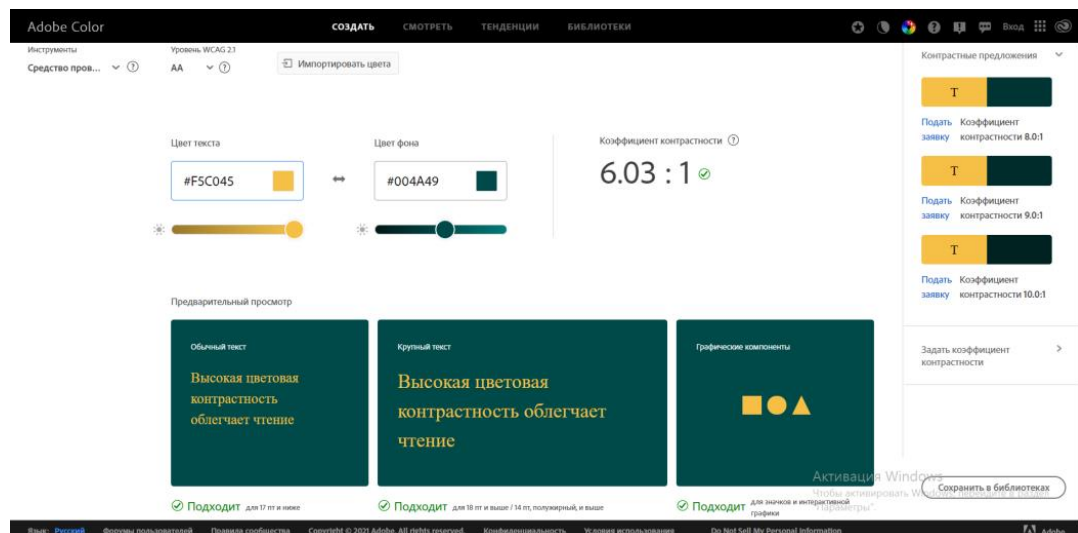 Adobe Color
СОЗДАТЬ СМОТРЕТЬ ТЕНДЕНЦИИ БИБЛИОТЕКИ
Вход
Инструменты
Средство пров...
Уровень WCAG 2.1
AA
Импортировать цвета
Цвет текста
#F5C045
Цвет фона
#004A49
Коэффициент контрастности
6.03 : 1
Предварительный просмотр
Обычный текст
Высокая цветовая
контрастность
облегчает чтение
Крупный текст
Высокая цветовая
контрастность облегчает
чтение
Графические компоненты
Подходит для 17 пт и ниже
Подходит для 18 пт и выше / 14 пт, полужирный, и выше
Подходит для значков и интерактивной
графики
Контрастные предложения
T
Подать Коэффициент
заявку контрастности 8.0:1
T
Подать Коэффициент
заявку контрастности 9.0:1
T
Подать Коэффициент
заявку контрастности 10.0:1
Задать коэффициент
контрастности
Активация Windows
Чтобы активировать Windows, перейдите в раздел
"Параметры".
Сохранить в библиотеках
Язык: Русский Форумы пользователей Правила сообщества Copyright © 2021 Adobe. All rights reserved. Конфиденциальность Условия использования Do Not Sell My Personal Information Adobe